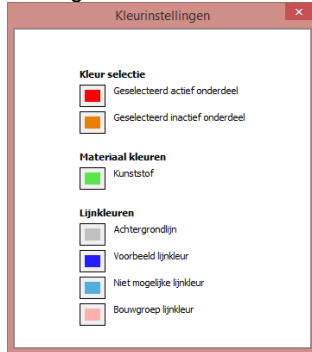 Kleurinstellingen
Kleur selectie
Geselecteerd actief onderdeel
Geselecteerd inactief onderdeel
Materiaal kleuren
Kunststof
Lijnkleuren
Achtergrondlijn
Voorbeeld lijnkleur
Niet mogelijke lijnkleur
Bouwgroep lijnkleur